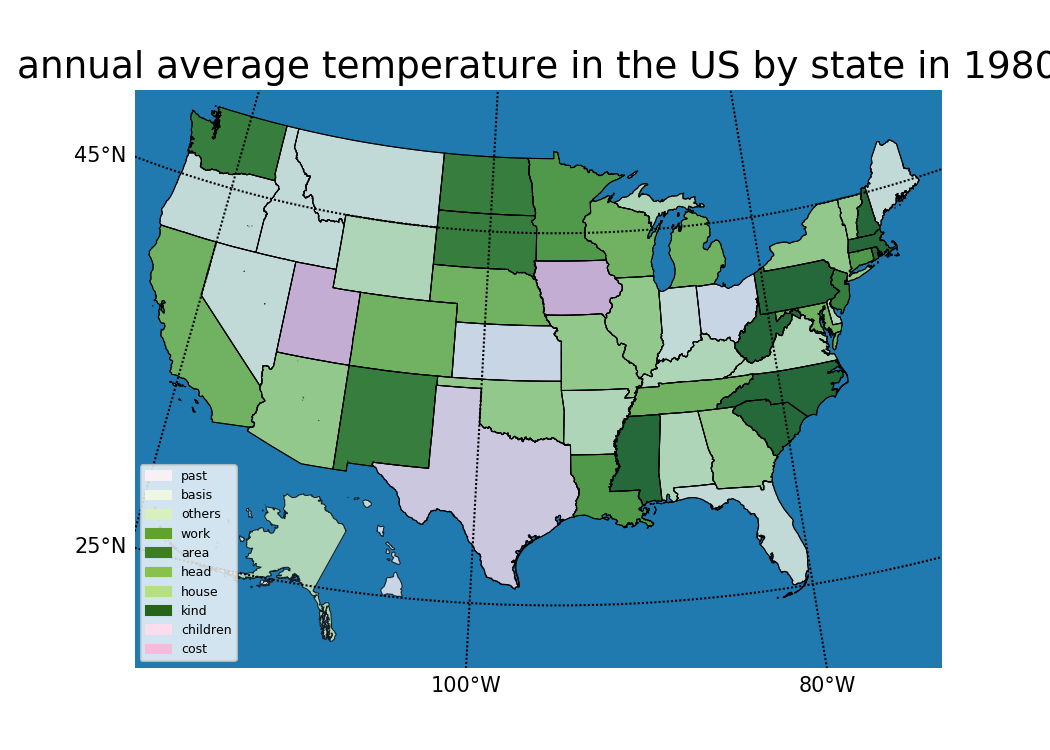 annual average temperature in the US by state in 1980
45°N
25°N
past
basis
others
work
area
head
house
kind
children
cost
100°W
80°W